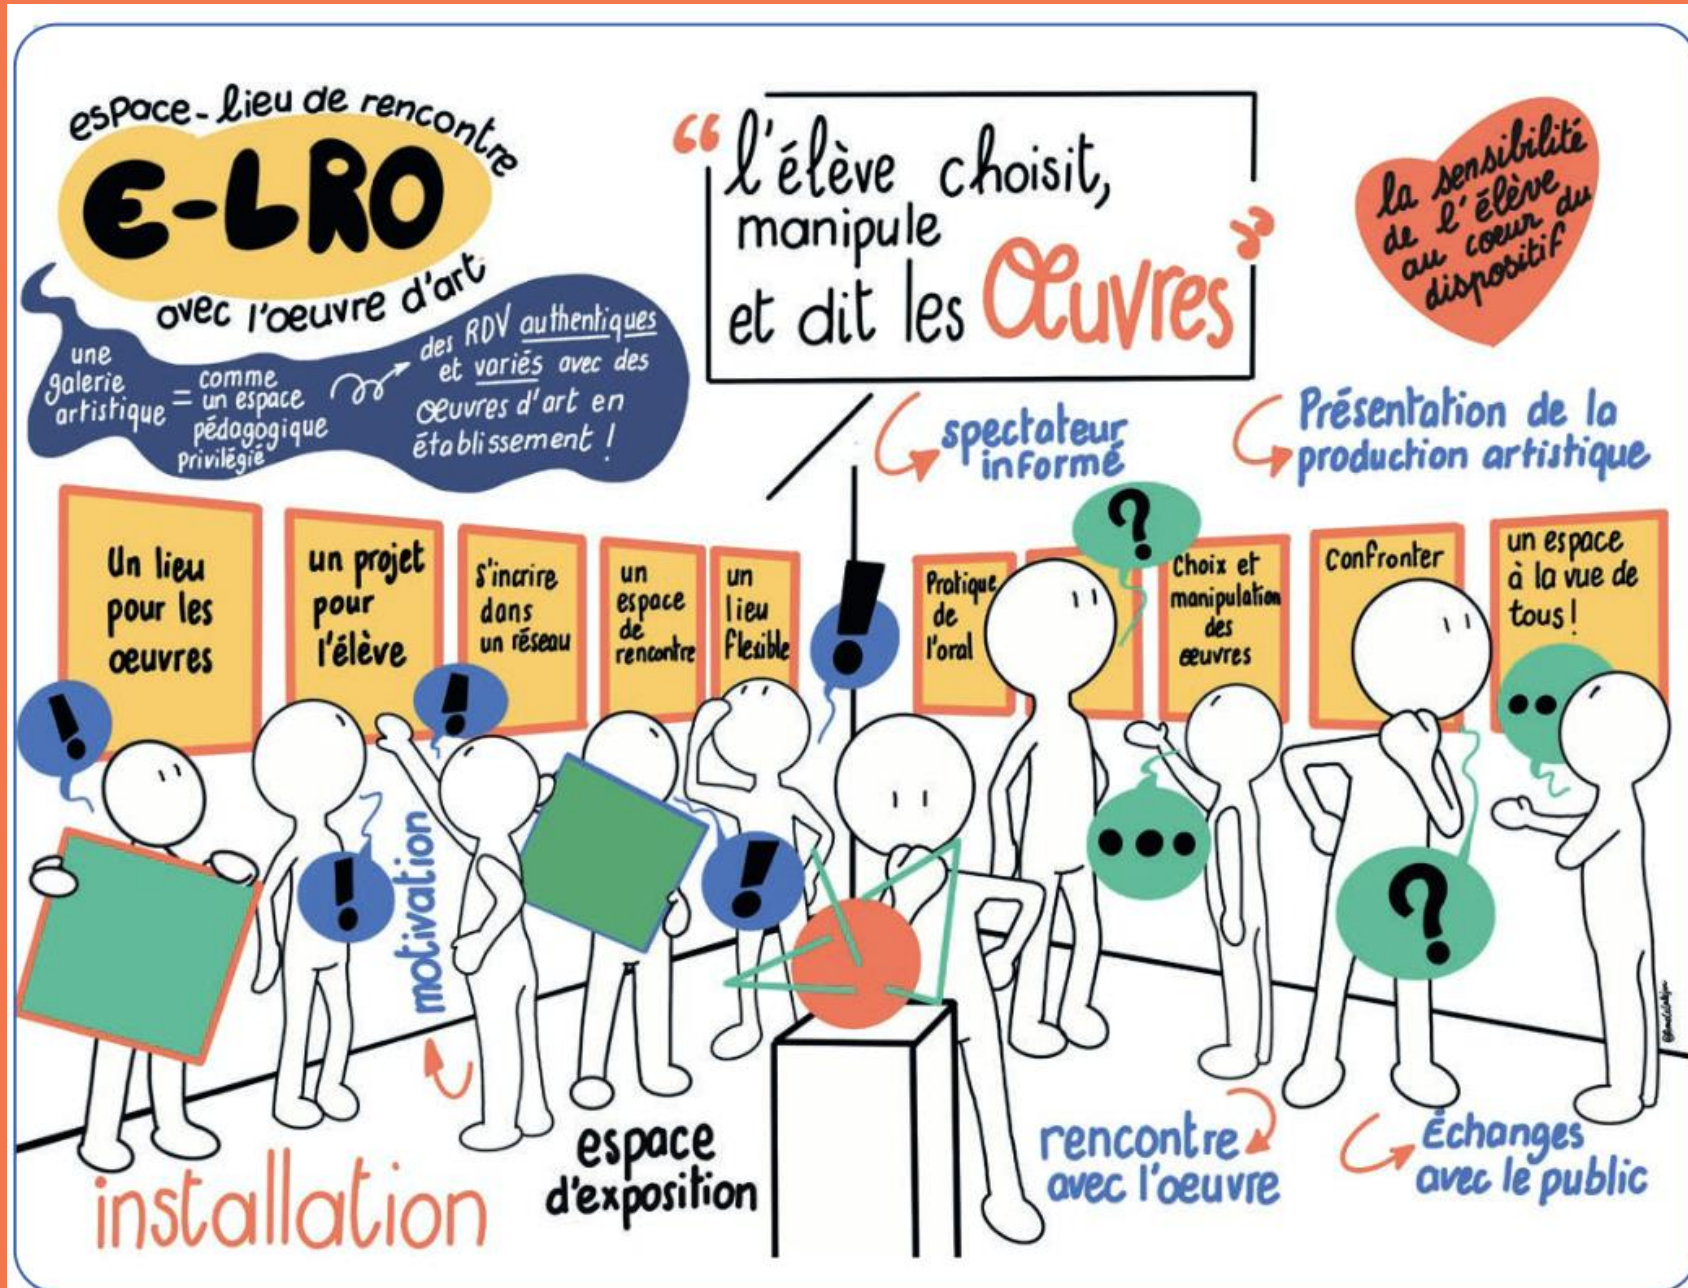 espace-lieu de rencontre
E-LRO
avec l'oeuvre d'art
une
galerie
artistique
=
comme
un espace
pédagogique
Privilégié
des RDV authentiques
et variés avec des
œuvres d'art en
établissement !
“l'élève choisit,
manipule
et dit les Œuvres”
la sensibilité
de l'élève
au coeur du
dispositif
spectateur
informé
Présentation de la
production artistique
Un lieu
pour les
œuvres
un projet
pour
l'élève
s'incrire
dans
un réseau
un
espace
de
rencontre
un
lieu
flexible
Pratique
de
l'oral
Choix et
manipulation
des
œuvres
Confronter
un espace
à la vue de
tous !
!
!
!
!
!
?
...
?
..
motivation
installation
espace
d'exposition
rencontre
avec l'oeuvre
Échanges
avec le public